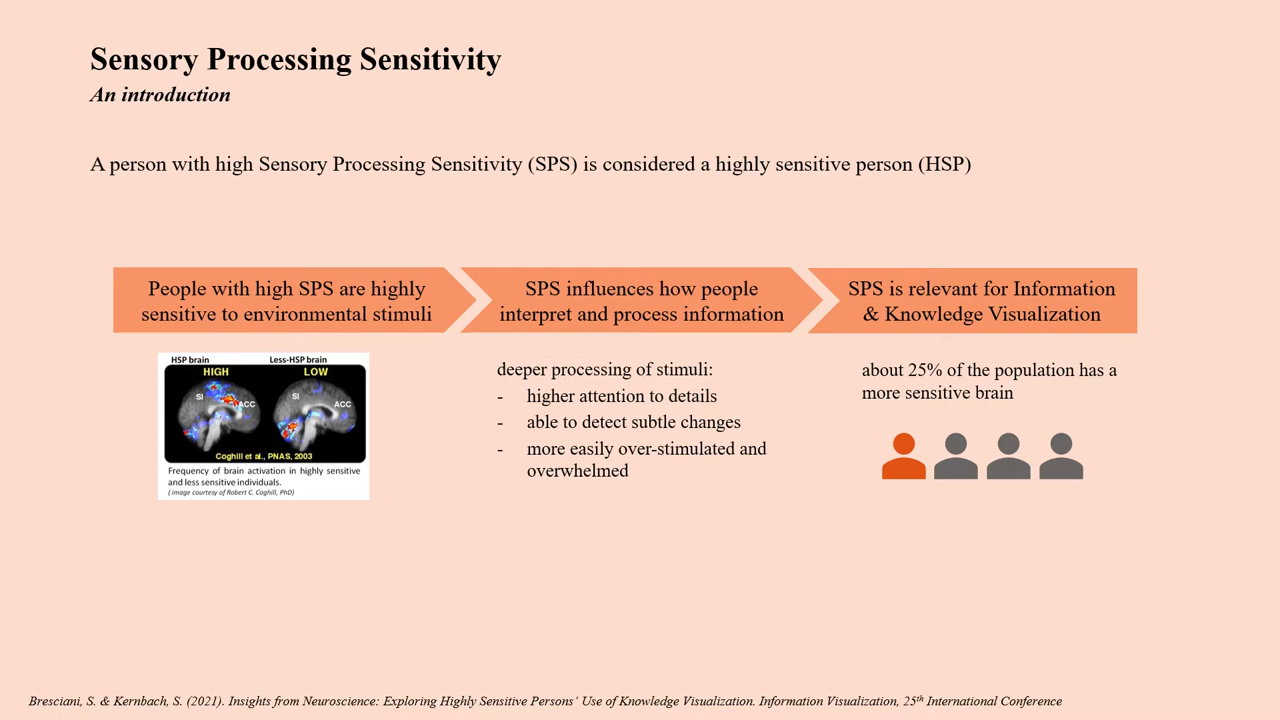 Sensory Processing Sensitivity
An introduction
A person with high Sensory Processing Sensitivity (SPS) is considered a highly sensitive person (HSP)
People with high SPS are highly
sensitive to environmental stimuli
SPS influences how people
interpret and process information
SPS is relevant for Information
& Knowledge Visualization
HSP brain
Less-HSP brain
HIGH
LOW
SI
ACC
SI
ACC
Coghill et al., PNAS, 2003
Frequency of brain activation in highly sensitive
and less sensitive individuals.
( image courtesy of Robert C. Coghill, PhD)
deeper processing of stimuli:
- higher attention to details
- able to detect subtle changes
- more easily over-stimulated and
overwhelmed
about 25% of the population has a
more sensitive brain
Bresciani, S. & Kernbach, S. (2021). Insights from Neuroscience: Exploring Highly Sensitive Persons’ Use of Knowledge Visualization. Information Visualization, 25th International Conference